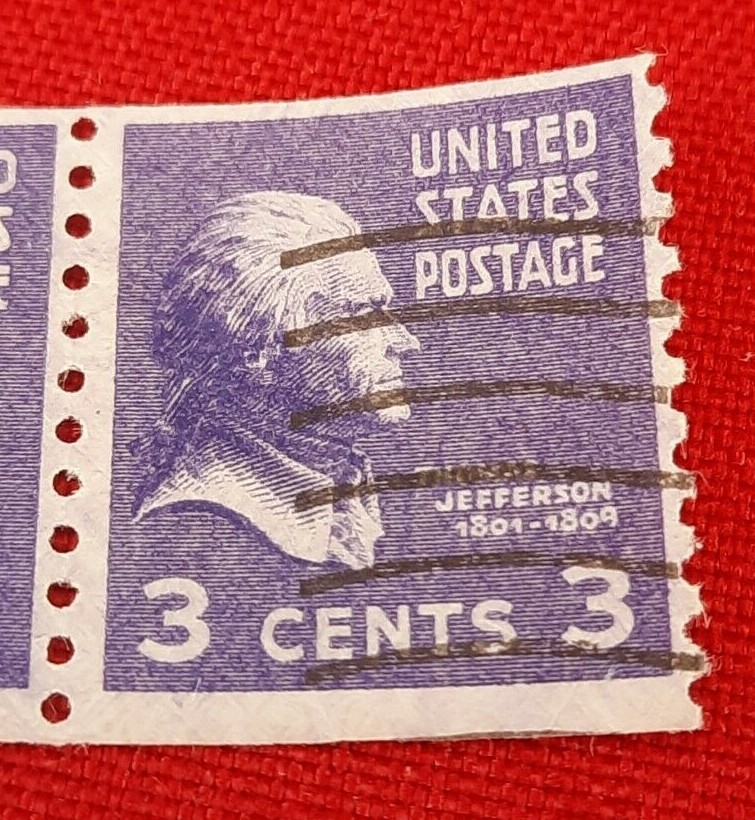 UNITED
STATES
POSTAGE
JEFFERSON
1801-1809
3 CENTS 3